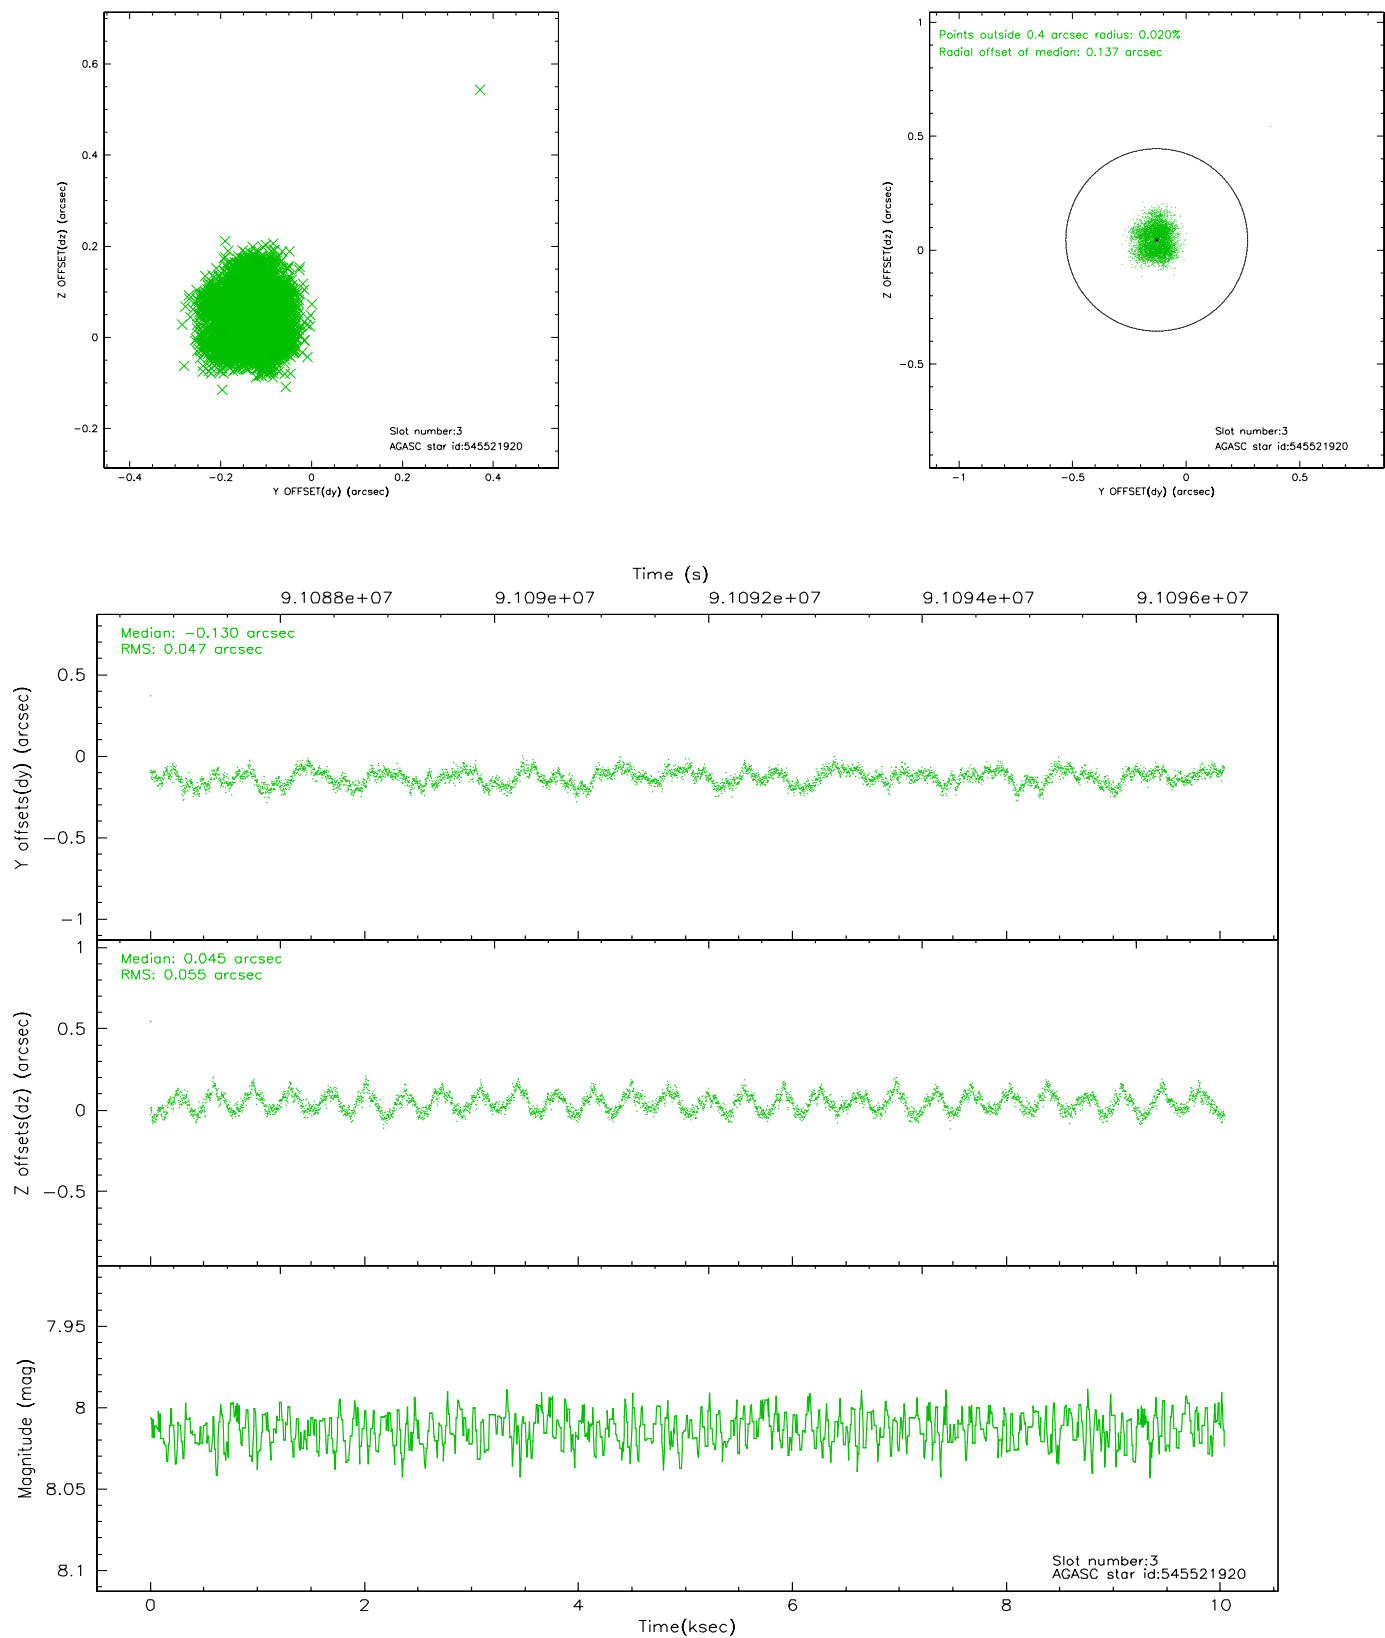 0.6
0.4
0.2
0
−0.2
Z OFFSET(dz) (arcsec)
Slot number:3
AGASC star id:545521920
−0.4 −0.2 0 0.2 0.4
Y OFFSET(dy) (arcsec)
Points outside 0.4 arcsec radius: 0.020%
Radial offset of median: 0.137 arcsec
1
0.5
0
−0.5
Z OFFSET(dz) (arcsec)
Slot number:3
AGASC star id:545521920
−1 −0.5 0 0.5
Y OFFSET(dy) (arcsec)
Time (s)
9.1088e+07 9.109e+07 9.1092e+07 9.1094e+07 9.1096e+07
Median: −0.130 arcsec
RMS: 0.047 arcsec
0.5
0
−0.5
−1
Y offsets(dy) (arcsec)
Median: 0.045 arcsec
RMS: 0.055 arcsec
1
0.5
0
−0.5
Z offsets(dz) (arcsec)
7.95
8
8.05
8.1
Magnitude (mag)
Slot number:3
AGASC star id:545521920
0 2 4 6 8 10
Time(ksec)